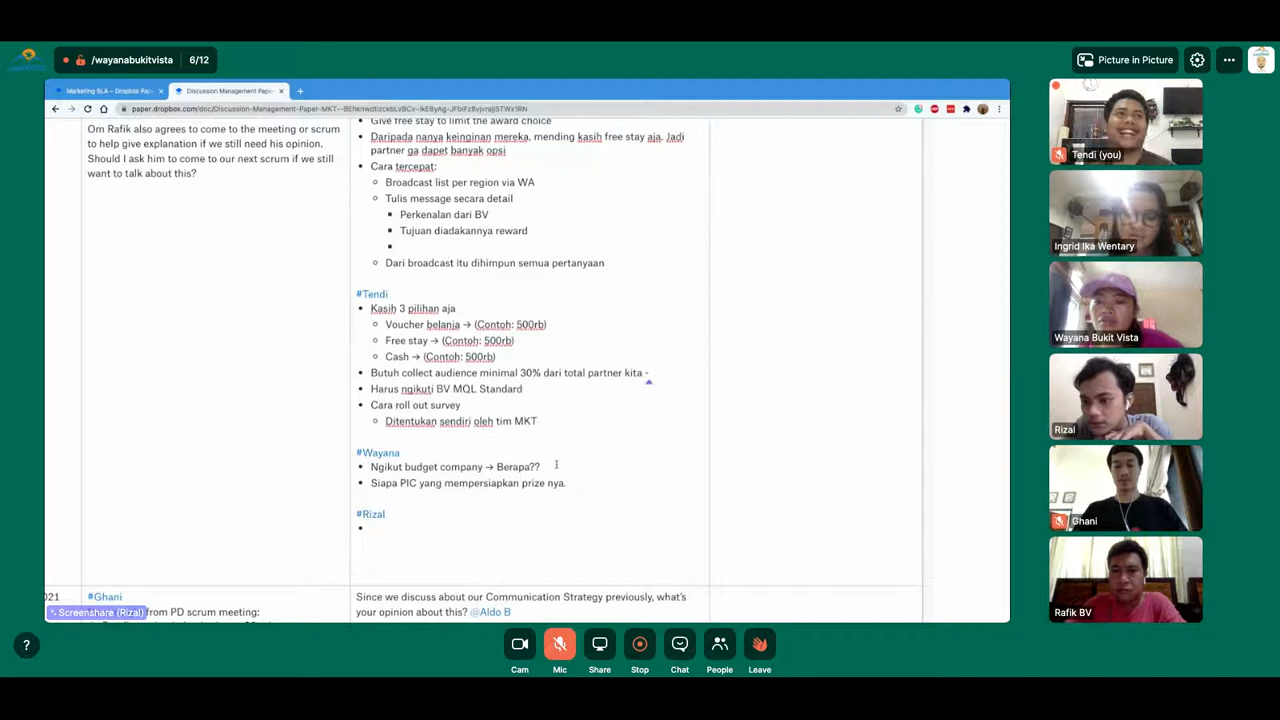 /wayanabukitvista 6/12
Picture in Picture
Marketing SLA – Dropbox Pap
Discussion Management Pape
Om Rafik also agrees to come to the meeting or scrum
to help give explanation if we still need his opinion.
Should I ask him to come to our next scrum if we still
want to talk about this?
Give free stay to limit the award choice
Daripada nanya keinginan mereka, mending kasih free stay aja. Jadi
partner ga dapet banyak opsi
Cara tercepat:
Broadcast list per region via WA
Tulis message secara detail
Perkenalan dari BV
Tujuan diadakannya reward
Dari broadcast itu dihimpun semua pertanyaan
#Tendi
Kasih 3 pilihan aja
Voucher belanja → (Contoh: 500rb)
Free stay → (Contoh: 500rb)
Cash → (Contoh: 500rb)
Butuh collect audience minimal 30% dari total partner kita -
Harus ngikuti BV MQL Standard
Cara roll out survey
Ditentukan sendiri oleh tim MKT
#Wayana
Ngikut budget company → Berapa??
Siapa PIC yang mempersiapkan prize nya.
#Rizal
021
#Ghani
from PD scrum meeting:
Since we discuss about our Communication Strategy previously, what's
your opinion about this? @Aldo B
Screenshare (Rizal)
Tendi (you)
Ingrid Ika Wentary
Wayana Bukit Vista
Rizal
Ghani
Rafik BV
?
Cam
Mic
Share
Stop
Chat
People
Leave